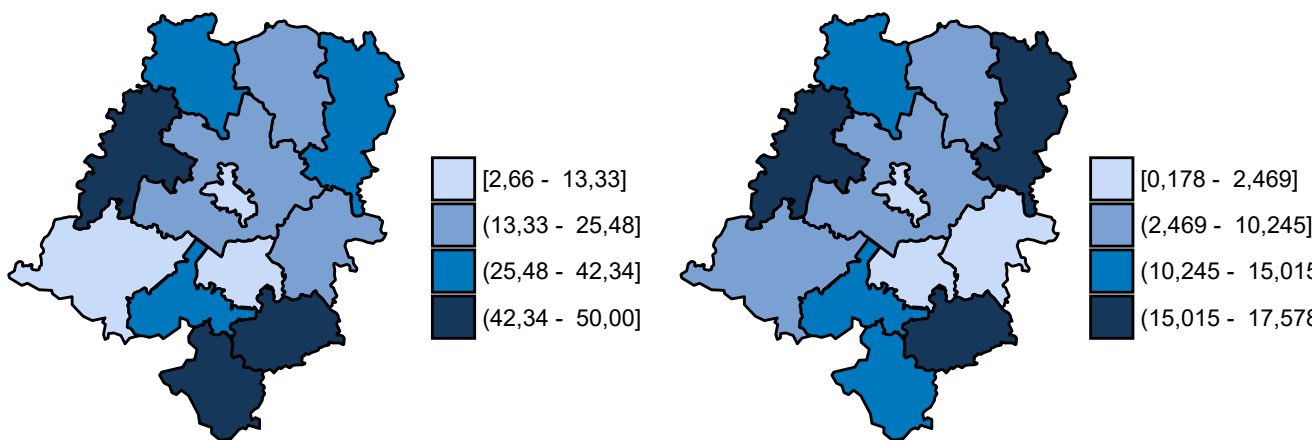 [2,66 - 13,33]
(13,33 - 25,48]
(25,48 - 42,34]
(42,34 - 50,00]
[0,178 - 2,469]
(2,469 - 10,245]
(10,245 - 15,015
(15,015 - 17,578